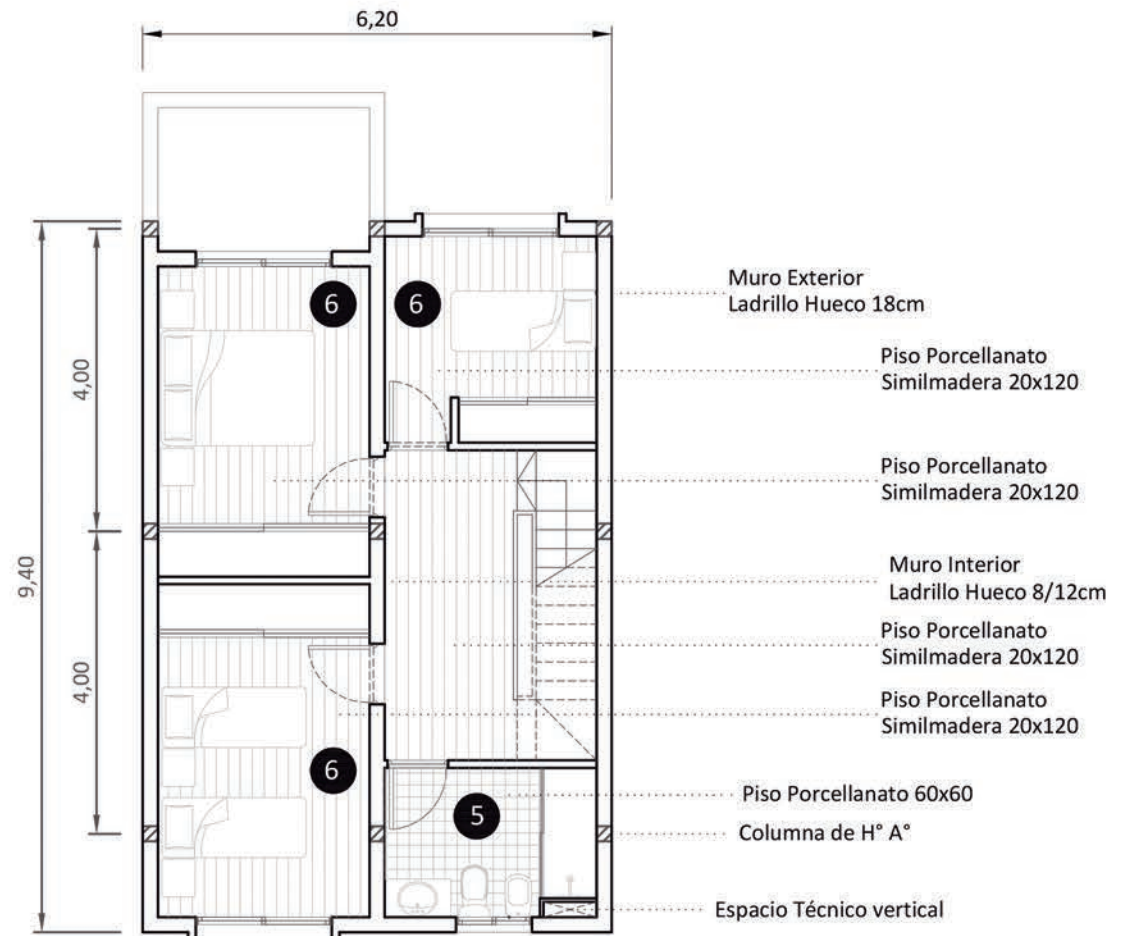 6,20
6
6
Muro Exterior
Ladrillo Hueco 18cm
Piso Porcellanato
Similmadera 20x120
4,00
Piso Porcellanato
Similmadera 20x120
9,40
Muro Interior
Ladrillo Hueco 8/12cm
Piso Porcellanato
Similmadera 20x120
4,00
Piso Porcellanato
Similmadera 20x120
6
5
Piso Porcellanato 60x60
Columna de H° A°
Espacio Técnico vertical